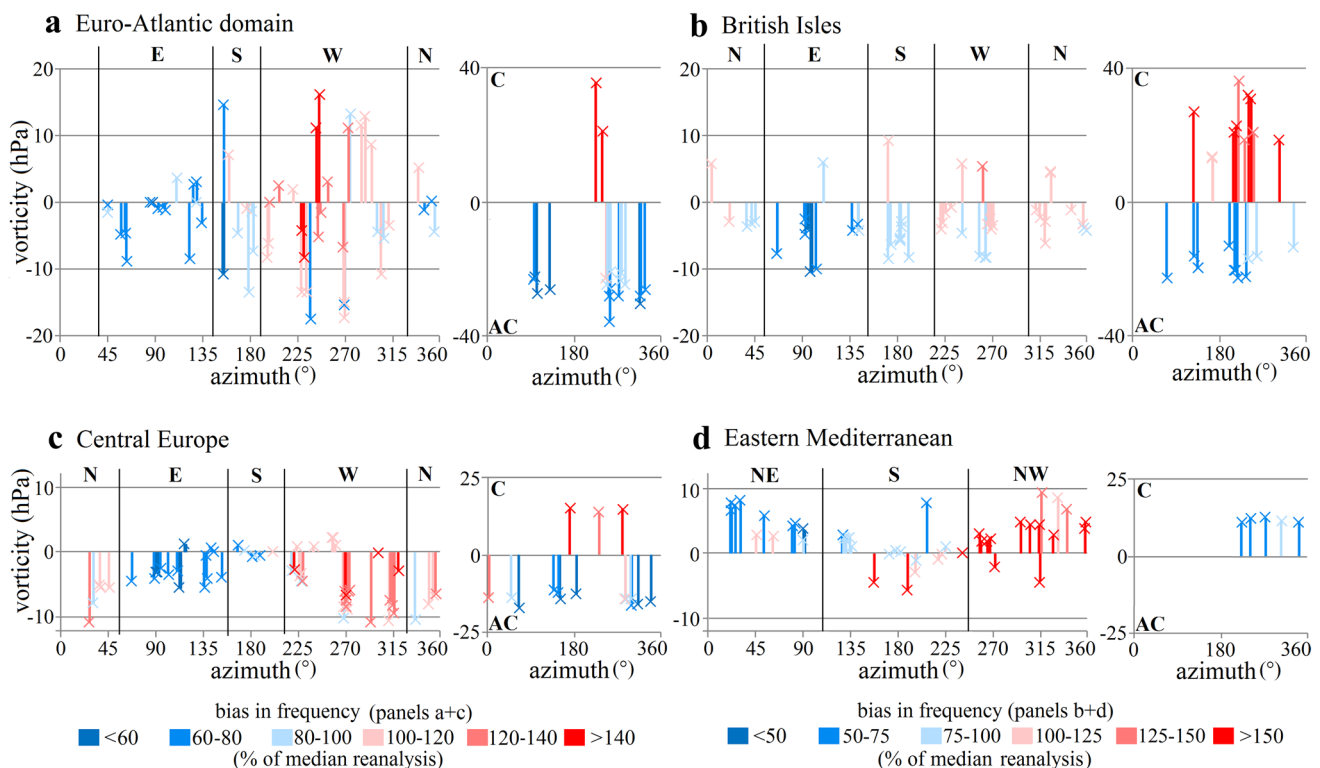 a Euro-Atlantic domain
E S W N
vorticity (hPa)
20
10
0
-10
-20
0 45 90 135 180 225 270 315 360
azimuth (°)
C
40
0
-40
AC
0 180 360
azimuth (°)
b British Isles
N E S W N
20
10
0
-10
-20
0 45 90 135 180 225 270 315 360
azimuth (°)
C
40
0
-40
AC
0 180 360
azimuth (°)
c Central Europe
N E S W N
vorticity (hPa)
10
0
-10
0 45 90 135 180 225 270 315 360
azimuth (°)
C
25
0
-25
AC
0 180 360
azimuth (°)
d Eastern Mediterranean
NE S NW
10
0
-10
0 45 90 135 180 225 270 315 360
azimuth (°)
C
25
0
-25
AC
0 180 360
azimuth (°)
bias in frequency (panels a+c)
<60 60-80 80-100 100-120 120-140 >140
(% of median reanalysis)
bias in frequency (panels b+d)
<50 50-75 75-100 100-125 125-150 >150
(% of median reanalysis)